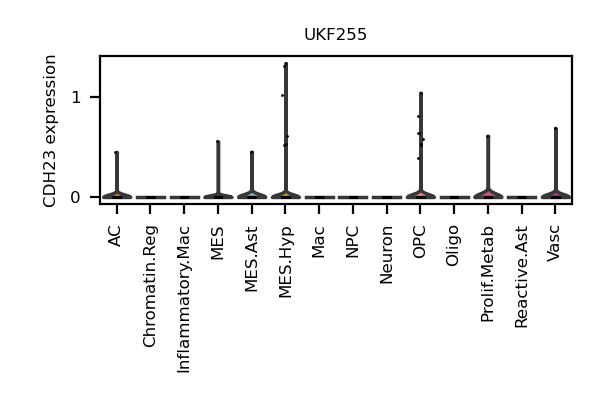 UKF255
CDH23 expression
1
0
AC
Chromatin.Reg
Inflammatory.Mac
MES
MES.Ast
MES.Hyp
Mac
NPC
Neuron
OPC
Oligo
Prolif.Metab
Reactive.Ast
Vasc